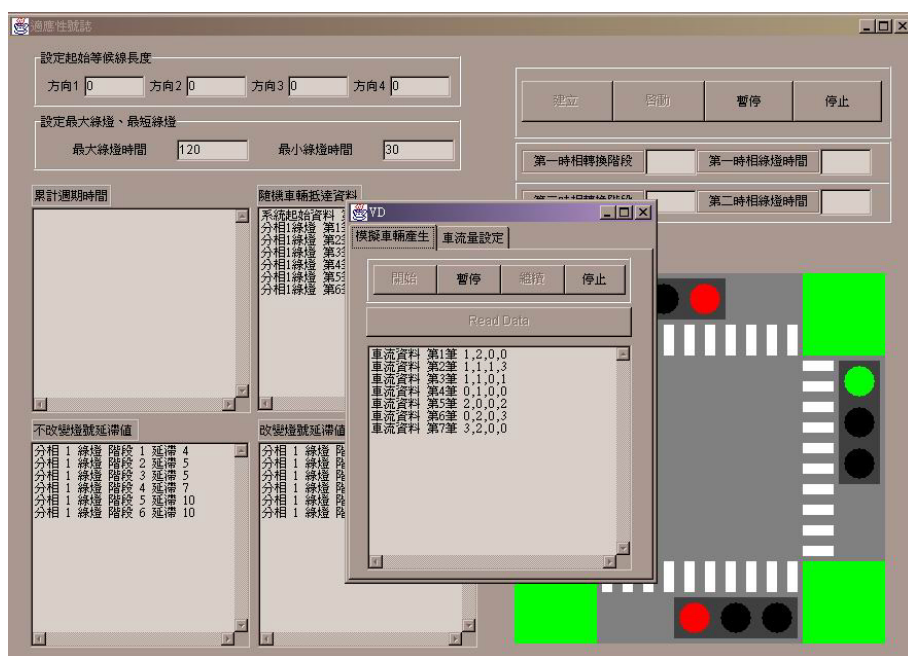 適應性號誌
設定起始等候線長度
方向1 0 方向2 0 方向3 0 方向4 0
建立 啓動 暫停 停止
設定最大綠燈、最短綠燈
最大綠燈時間 120 最小綠燈時間 30
第一時相轉換階段 第一時相綠燈時間
第二時相轉換階段 第二時相綠燈時間
累計週期時間
隨機車輛抵達資料
系統起始資料
分相1綠燈 第1
分相1綠燈 第2
分相1綠燈 第3
分相1綠燈 第4
分相1綠燈 第5
分相1綠燈 第6
VD
模擬車輛產生 車流量設定
開始 暫停 繼續 停止
Read Data
車流資料 第1筆 1,2,0,0
車流資料 第2筆 1,1,1,3
車流資料 第3筆 1,1,0,1
車流資料 第4筆 0,1,0,0
車流資料 第5筆 2,0,0,2
車流資料 第6筆 0,2,0,3
車流資料 第7筆 3,2,0,0
不改變燈號延滯值
分相 1 綠燈 階段 1 延滯 4
分相 1 綠燈 階段 2 延滯 5
分相 1 綠燈 階段 3 延滯 5
分相 1 綠燈 階段 4 延滯 7
分相 1 綠燈 階段 5 延滯 10
分相 1 綠燈 階段 6 延滯 10
改變燈號延滯值
分相 1 綠燈
分相 1 綠燈
分相 1 綠燈
分相 1 綠燈
分相 1 綠燈
分相 1 綠燈